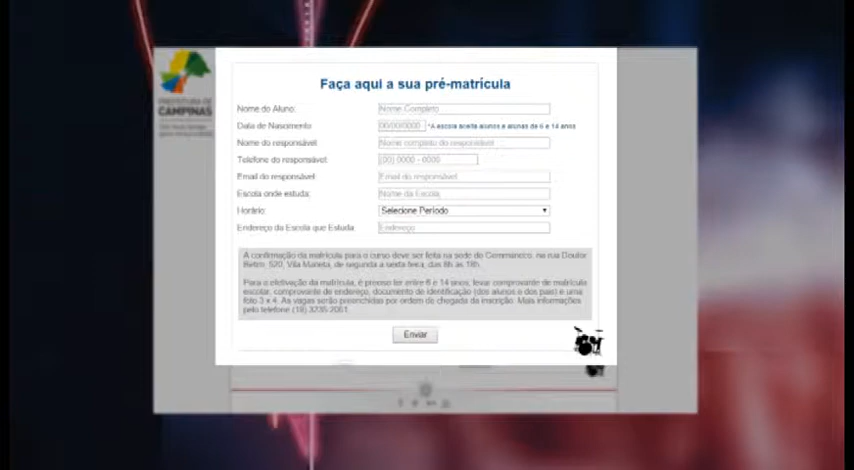 PREFEITURA DE
CAMPINAS
Faça aqui a sua pré-matrícula
Nome do Aluno: Nome Completo
Data de Nascimento 00/00/0000 *A escola aceita alunos e alunas de 6 a 14 anos
Nome do responsável Nome completo do responsável
Telefone do responsável: (00) 0000 - 0000
Email do responsável Email do responsável
Escola onde estuda: Nome da Escola
Horário: Selecione Período
Endereço da Escola que Estuda Endereço
A confirmação da matrícula para o curso deve ser feita na sede do Cemmaneco, na rua Doutor
Betim, 520, Vila Marieta, de segunda a sexta feira, das 8h às 18h.
Para a efetivação da matrícula, é preciso ter entre 6 e 14 anos, levar comprovante de matrícula
escolar, comprovante de endereço, documento de identificação (dos alunos e dos pais) e uma
foto 3 x 4. As vagas serão preenchidas por ordem de chegada da inscrição. Mais informações
pelo telefone (19)
Enviar